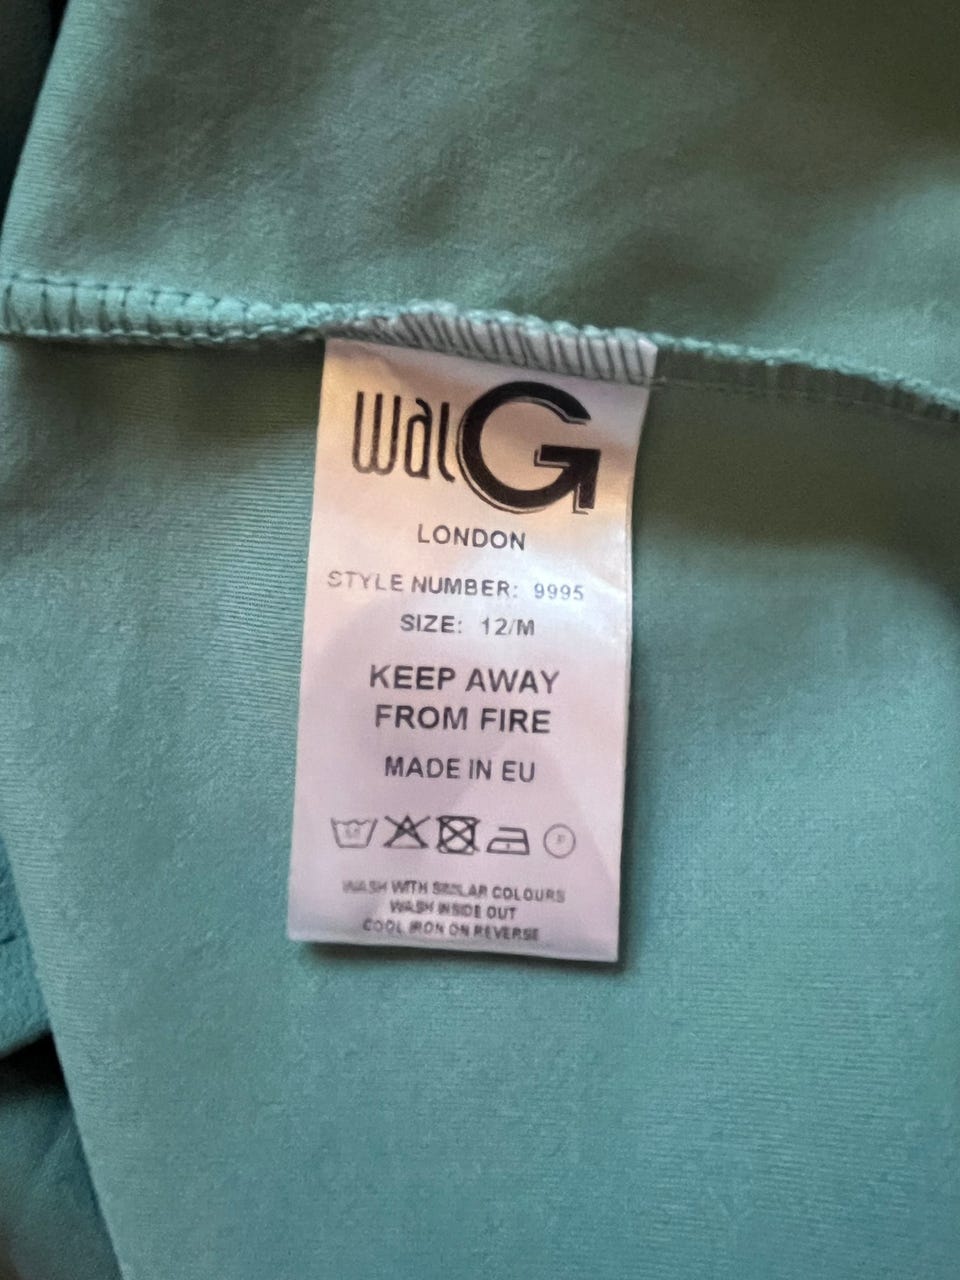 walG
LONDON
STYLE NUMBER: 9995
SIZE: 12/M
KEEP AWAY
FROM FIRE
MADE IN EU
WASH WITH SIMILAR COLOURS
WASH INSIDE OUT
COOL IRON ON REVERSE